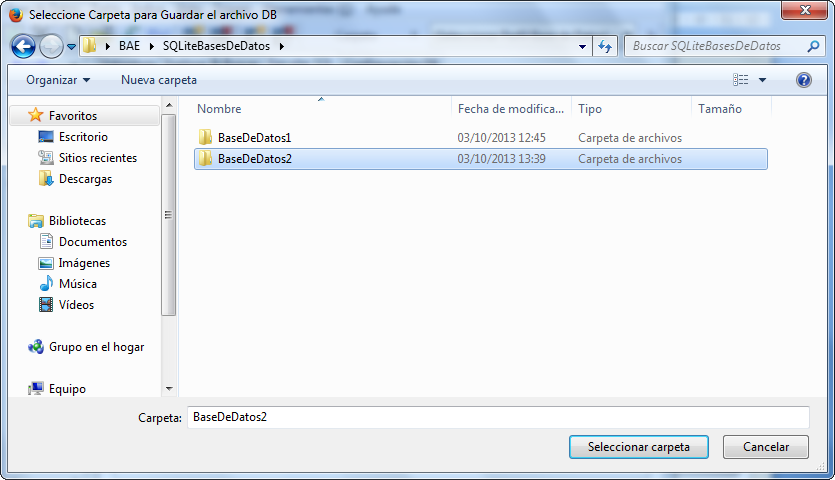 Seleccione Carpeta para Guardar el archivo DB
BAE SQLiteBasesDeDatos Buscar SQLiteBasesDeDatos
Organizar Nueva carpeta
Favoritos
Escritorio
Sitios recientes
Descargas
Bibliotecas
Documentos
Imágenes
Música
Vídeos
Grupo en el hogar
Equipo
Nombre Fecha de modifica... Tipo Tamaño
BaseDeDatos1 03/10/2013 12:45 Carpeta de archivos
BaseDeDatos2 03/10/2013 13:39 Carpeta de archivos
Carpeta: BaseDeDatos2
Seleccionar carpeta Cancelar